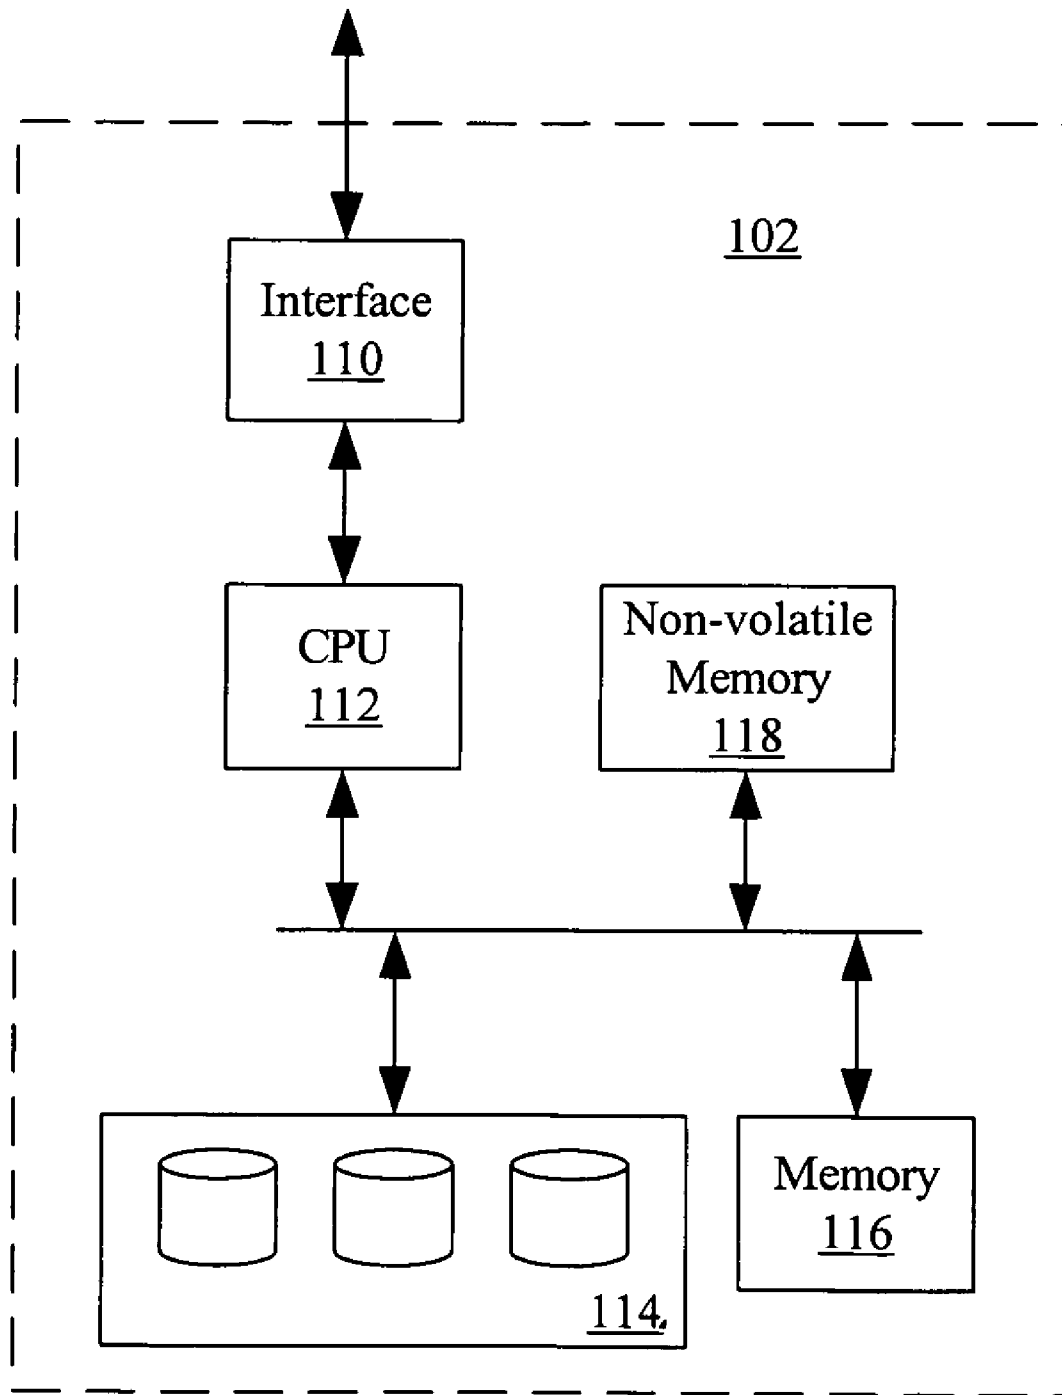 102
Interface
110
CPU
112
Non-volatile
Memory
118
Memory
116
114